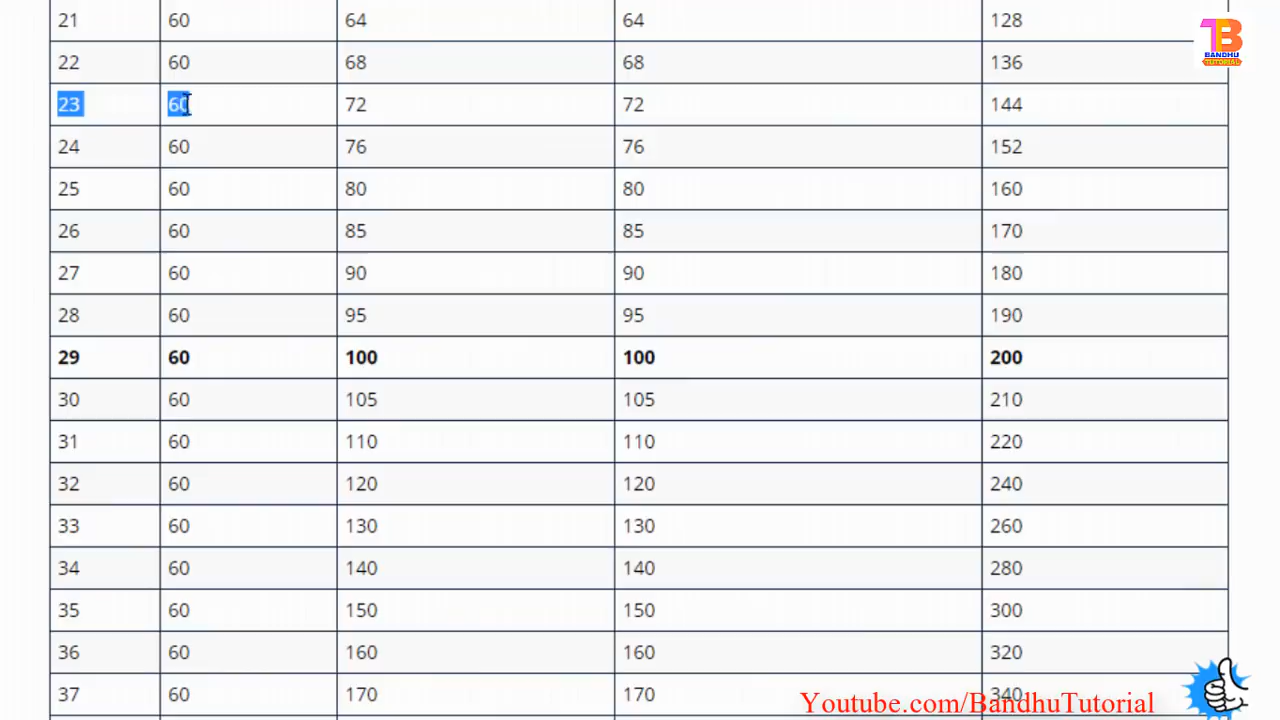 21 60 64 64 128
TB
BANDHU
TUTORIAL
22 60 68 68 136
23 60 72 72 144
24 60 76 76 152
25 60 80 80 160
26 60 85 85 170
27 60 90 90 180
28 60 95 95 190
29 60 100 100 200
30 60 105 105 210
31 60 110 110 220
32 60 120 120 240
33 60 130 130 260
34 60 140 140 280
35 60 150 150 300
36 60 160 160 320
37 60 170 170 340
Youtube.com/BandhuTutorial